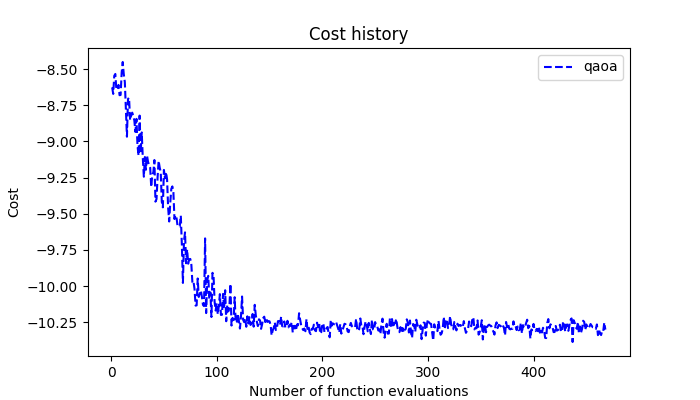 Cost history
qaoa
−8.50
−8.75
−9.00
−9.25
−9.50
−9.75
−10.00
−10.25
Cost
0 100 200 300 400
Number of function evaluations